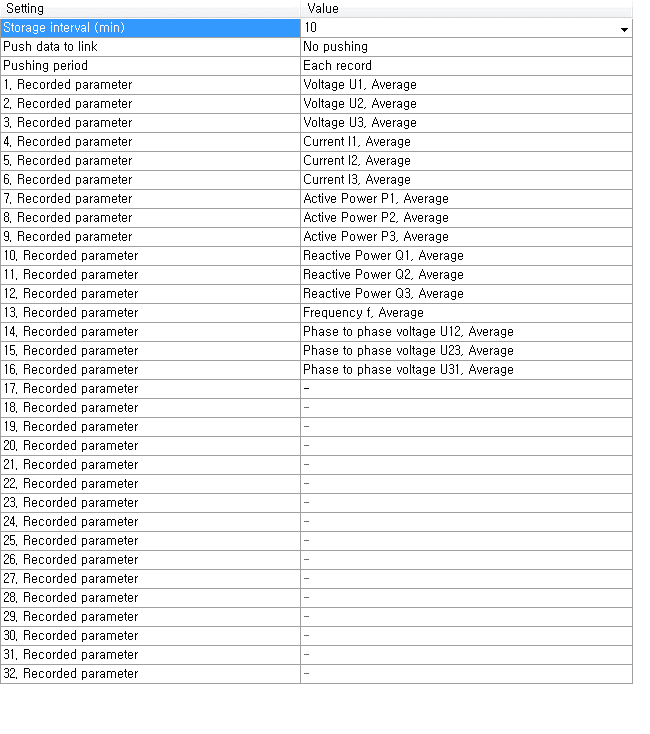 Setting Value
Storage interval (min) 10
Push data to link No pushing
Pushing period Each record
1. Recorded parameter Voltage U1, Average
2. Recorded parameter Voltage U2, Average
3. Recorded parameter Voltage U3, Average
4. Recorded parameter Current I1, Average
5. Recorded parameter Current I2, Average
6. Recorded parameter Current I3, Average
7. Recorded parameter Active Power P1, Average
8. Recorded parameter Active Power P2, Average
9. Recorded parameter Active Power P3, Average
10. Recorded parameter Reactive Power Q1, Average
11. Recorded parameter Reactive Power Q2, Average
12. Recorded parameter Reactive Power Q3, Average
13. Recorded parameter Frequency f, Average
14. Recorded parameter Phase to phase voltage U12, Average
15. Recorded parameter Phase to phase voltage U23, Average
16. Recorded parameter Phase to phase voltage U31, Average
17. Recorded parameter -
18. Recorded parameter -
19. Recorded parameter -
20. Recorded parameter -
21. Recorded parameter -
22. Recorded parameter -
23. Recorded parameter -
24. Recorded parameter -
25. Recorded parameter -
26. Recorded parameter -
27. Recorded parameter -
28. Recorded parameter -
29. Recorded parameter -
30. Recorded parameter -
31. Recorded parameter -
32. Recorded parameter -